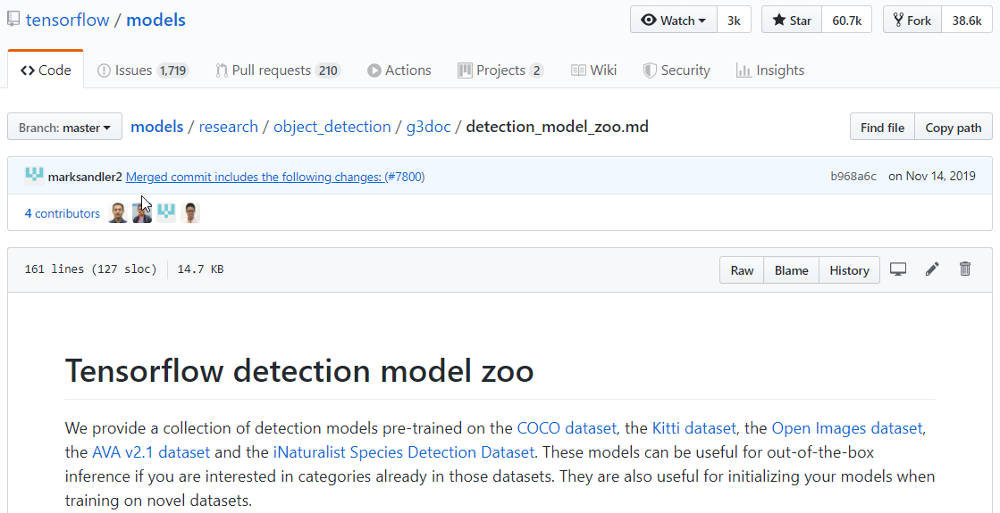 tensorflow / models Watch 3k Star 60.7k Fork 38.6k
Code Issues 1,719 Pull requests 210 Actions Projects 2 Wiki Security Insights
Branch: master models / research / object_detection / g3doc / detection_model_zoo.md Find file Copy path
marksandler2 Merged commit includes the following changes: (#7800) b968a6c on Nov 14, 2019
4 contributors
161 lines (127 sloc) 14.7 KB Raw Blame History
Tensorflow detection model zoo
We provide a collection of detection models pre-trained on the COCO dataset, the Kitti dataset, the Open Images dataset,
the AVA v2.1 dataset and the iNaturalist Species Detection Dataset. These models can be useful for out-of-the-box
inference if you are interested in categories already in those datasets. They are also useful for initializing your models when
training on novel datasets.